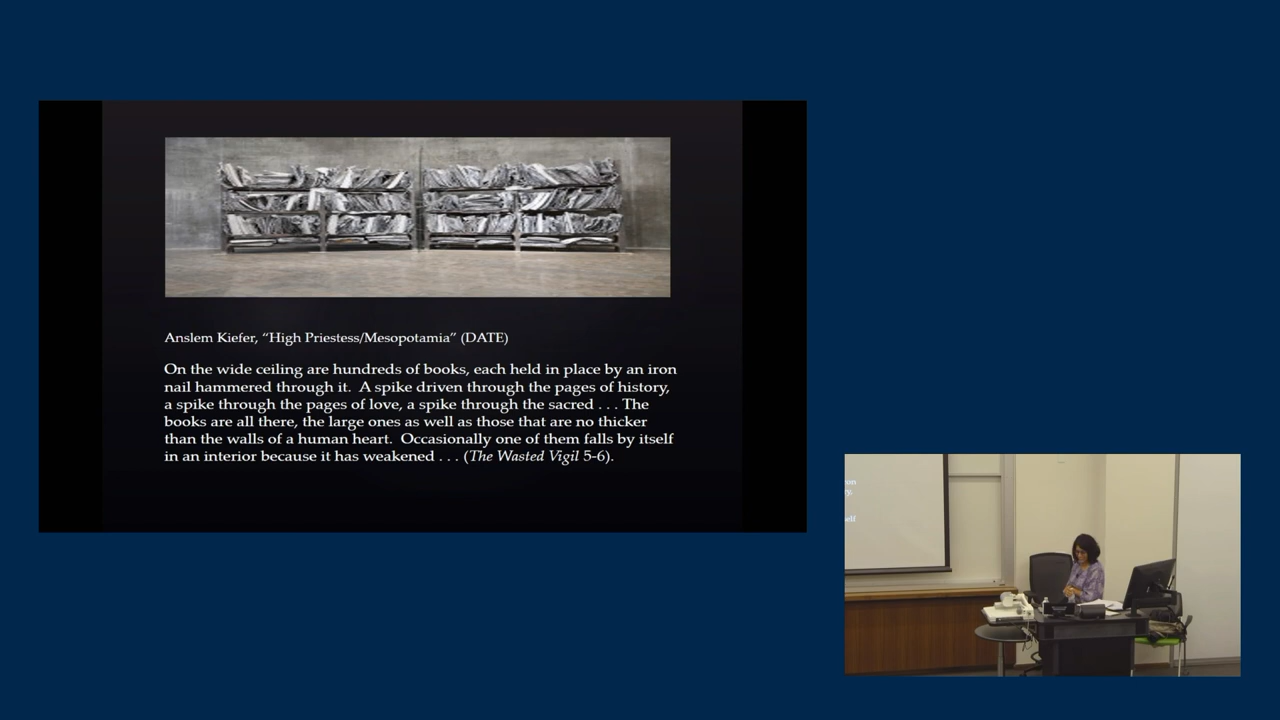 Anslem Kiefer, “High Priestess/Mesopotamia” (DATE)
On the wide ceiling are hundreds of books, each held in place by an iron
nail hammered through it.  A spike driven through the pages of history,
a spike through the pages of love, a spike through the sacred . . . The
books are all there, the large ones as well as those that are no thicker
than the walls of a human heart.  Occasionally one of them falls by itself
in an interior because it has weakened . . . (The Wasted Vigil 5-6).